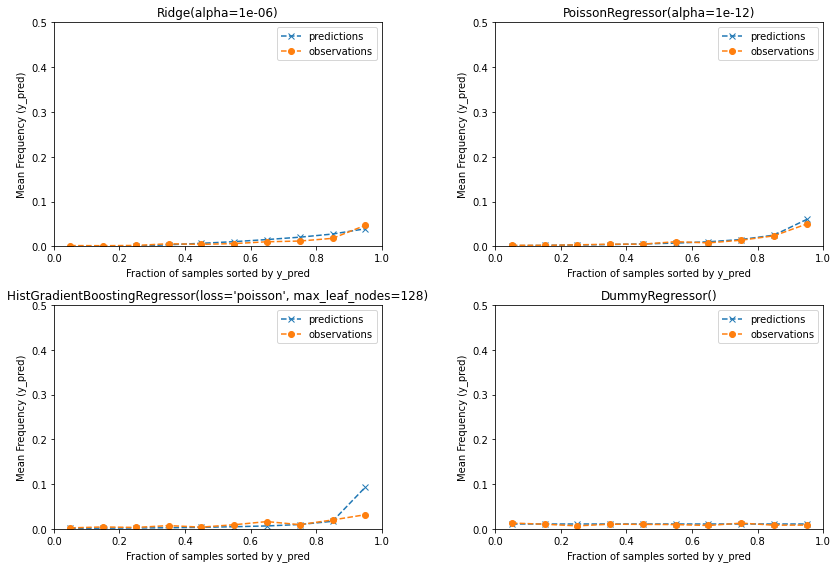 Ridge(alpha=1e-06)
Mean Frequency (y_pred)
0.5
0.4
0.3
0.2
0.1
0.0
predictions
observations
0.0 0.2 0.4 0.6 0.8 1.0
Fraction of samples sorted by y_pred
PoissonRegressor(alpha=1e-12)
Mean Frequency (y_pred)
0.5
0.4
0.3
0.2
0.1
0.0
predictions
observations
0.0 0.2 0.4 0.6 0.8 1.0
Fraction of samples sorted by y_pred
HistGradientBoostingRegressor(loss='poisson', max_leaf_nodes=128)
Mean Frequency (y_pred)
0.5
0.4
0.3
0.2
0.1
0.0
predictions
observations
0.0 0.2 0.4 0.6 0.8 1.0
Fraction of samples sorted by y_pred
DummyRegressor()
Mean Frequency (y_pred)
0.5
0.4
0.3
0.2
0.1
0.0
predictions
observations
0.0 0.2 0.4 0.6 0.8 1.0
Fraction of samples sorted by y_pred